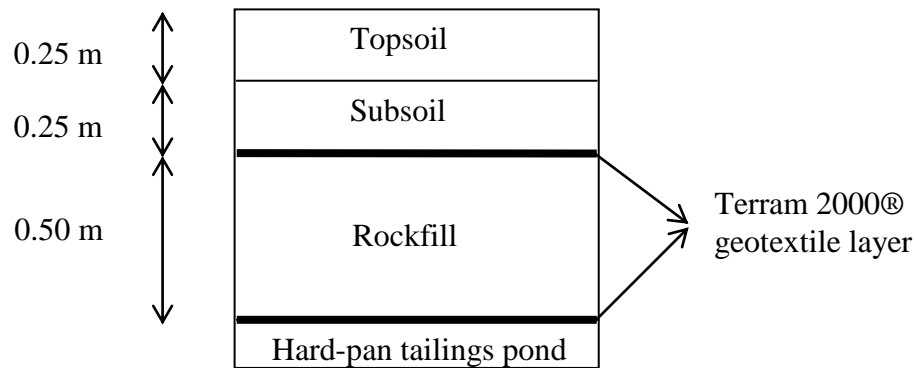 Topsoil
0.25 m
Subsoil
0.25 m
0.50 m
Rockfill
Terram 2000®
geotextile layer
Hard-pan tailings pond